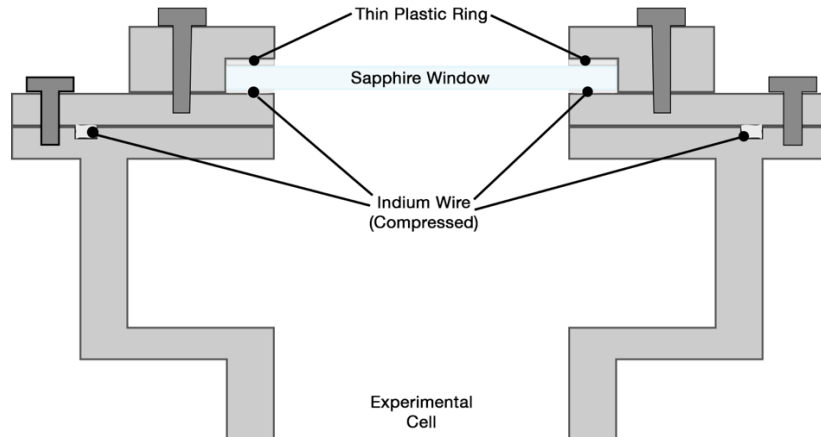 Thin Plastic Ring
Sapphire Window
Indium Wire
(Compressed)
Experimental
Cell